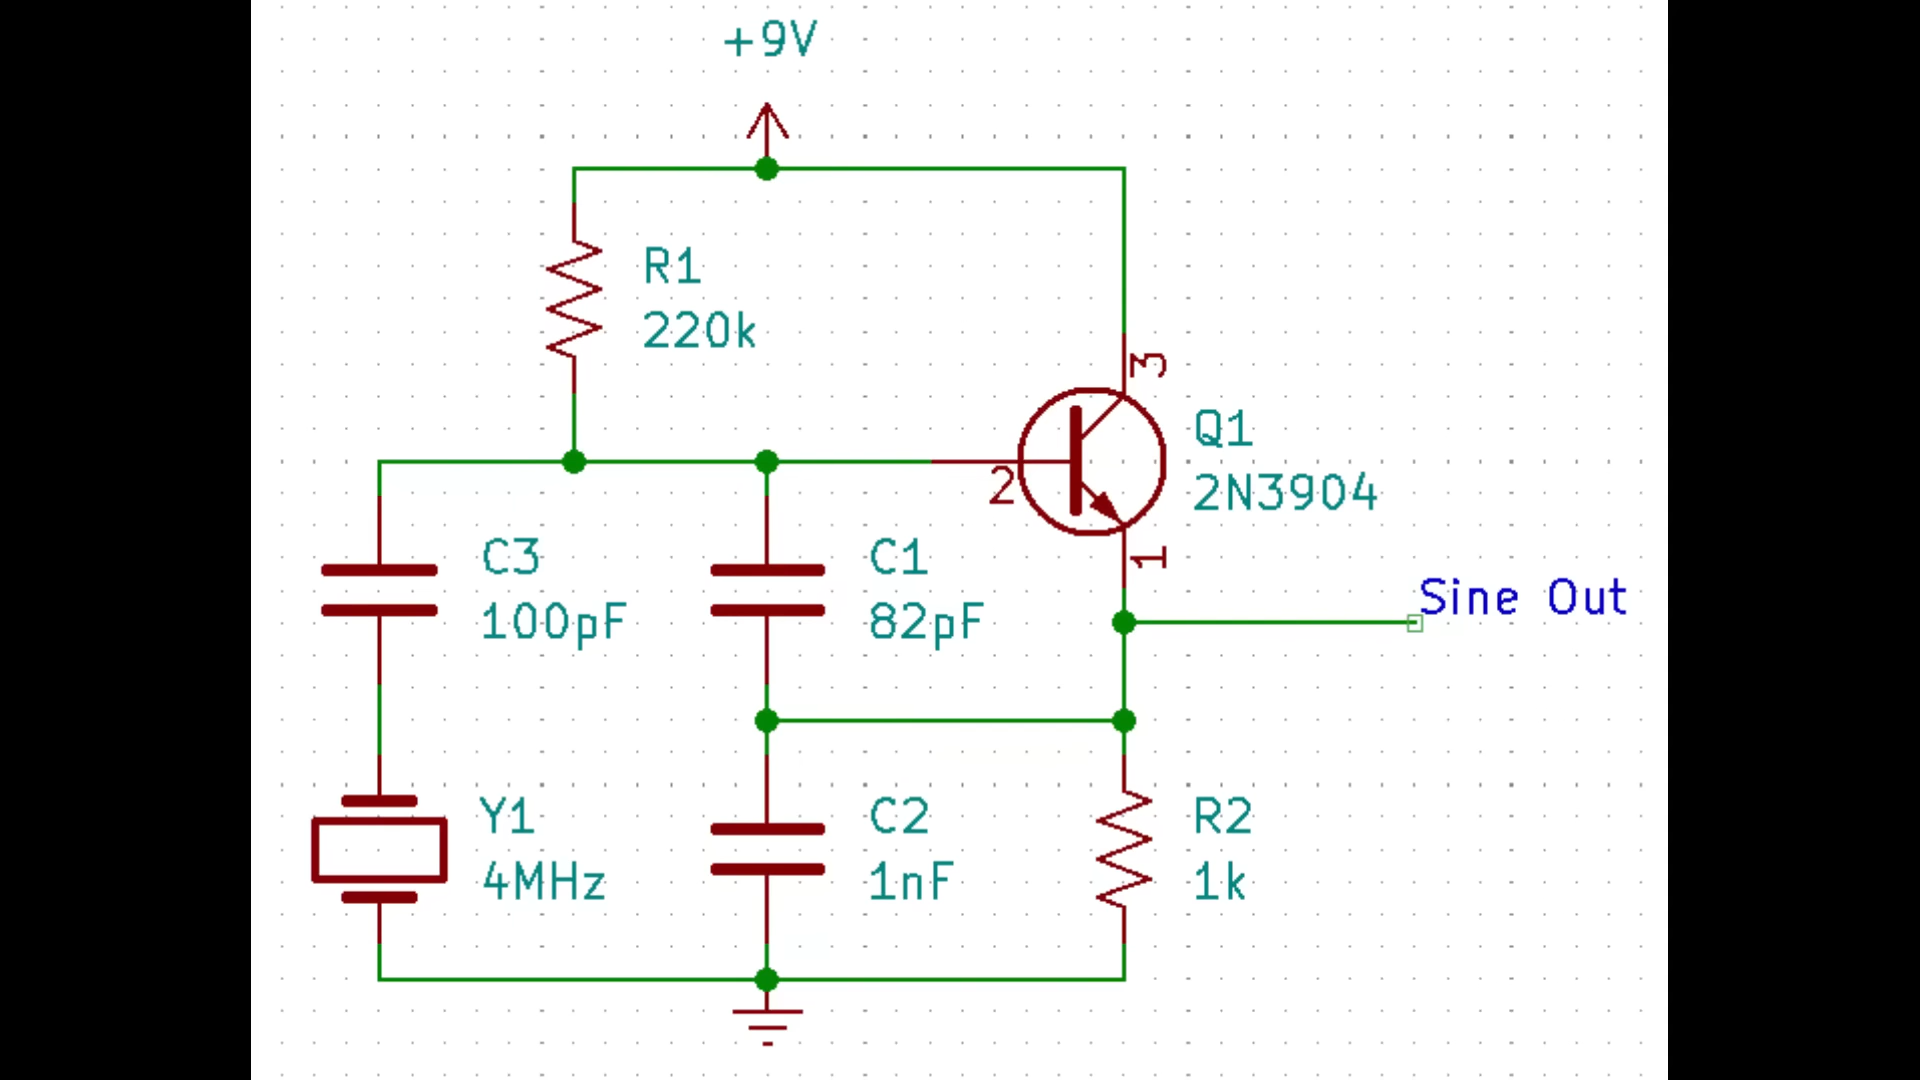 +9V
R1
220k
3
Q1
2N3904
2
1
C3
100pF
C1
82pF
Sine Out
Y1
4MHz
C2
1nF
R2
1k